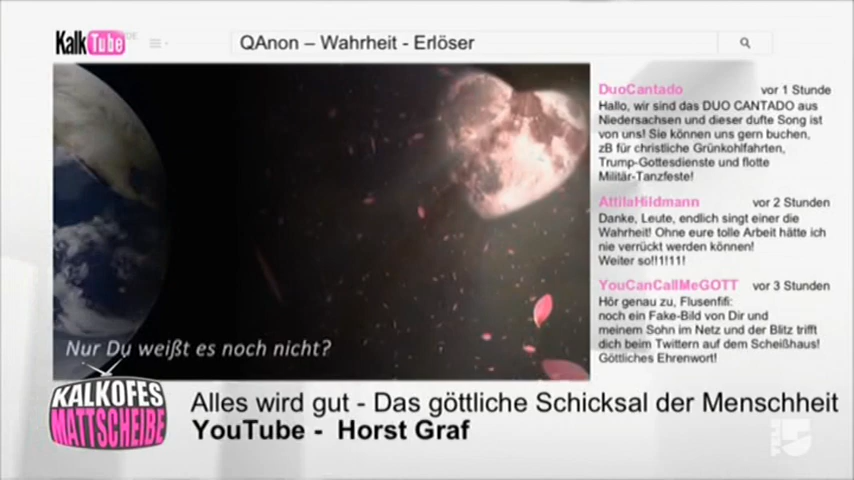 Kalk Tube DE
QAnon – Wahrheit - Erlöser
DuoCantado vor 1 Stunde
Hallo, wir sind das DUO CANTADO aus
Niedersachsen und dieser dufte Song ist
von uns! Sie können uns gern buchen,
zB für christliche Grünkohlfahrten,
Trump-Gottesdienste und flotte
Militär-Tanzfeste!
AttilaHildmann vor 2 Stunden
Danke, Leute, endlich singt einer die
Wahrheit! Ohne eure tolle Arbeit hätte ich
nie verrückt werden können!
Weiter so!!1!11!
YouCanCallMeGOTT vor 3 Stunden
Hör genau zu, Flusenfifi:
noch ein Fake-Bild von Dir und
meinem Sohn im Netz und der Blitz trifft
dich beim Twittern auf dem Scheißhaus!
Göttliches Ehrenwort!
Nur Du weißt es noch nicht?
KALKOFES
MATTSCHEIBE
Alles wird gut - Das göttliche Schicksal der Menschheit
YouTube - Horst Graf